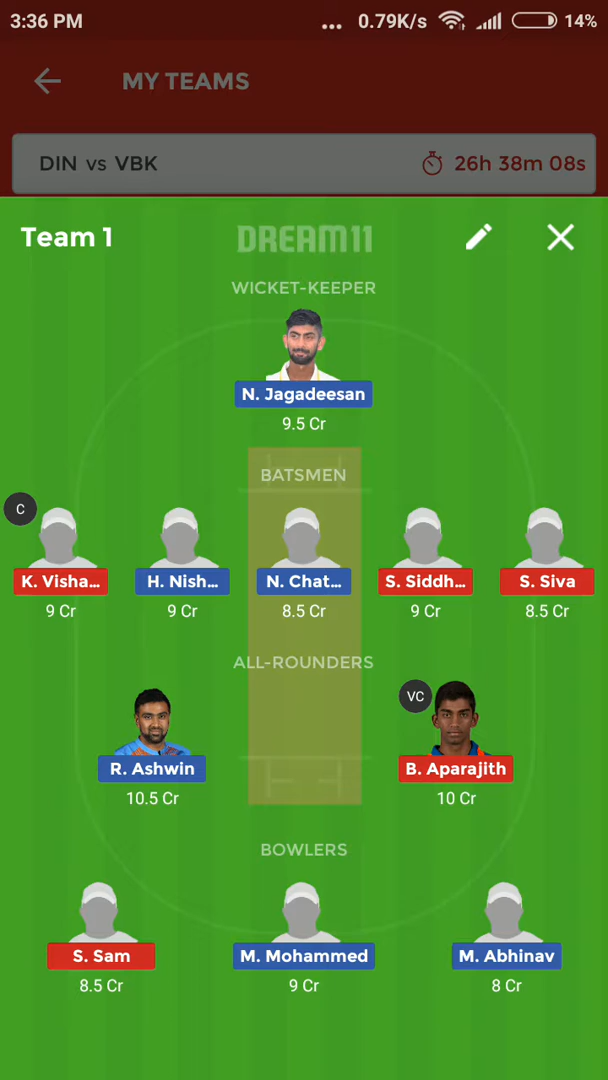 3:36 PM ... 0.79K/s 14%
MY TEAMS
DIN vs VBK 26h 38m 08s
Team 1 DREAM11
WICKET-KEEPER
N. Jagadeesan
9.5 Cr
BATSMEN
C
K. Visha... H. Nish... N. Chat... S. Siddh... S. Siva
9 Cr 9 Cr 8.5 Cr 9 Cr 8.5 Cr
ALL-ROUNDERS
VC
R. Ashwin B. Aparajith
10.5 Cr 10 Cr
BOWLERS
S. Sam M. Mohammed M. Abhinav
8.5 Cr 9 Cr 8 Cr